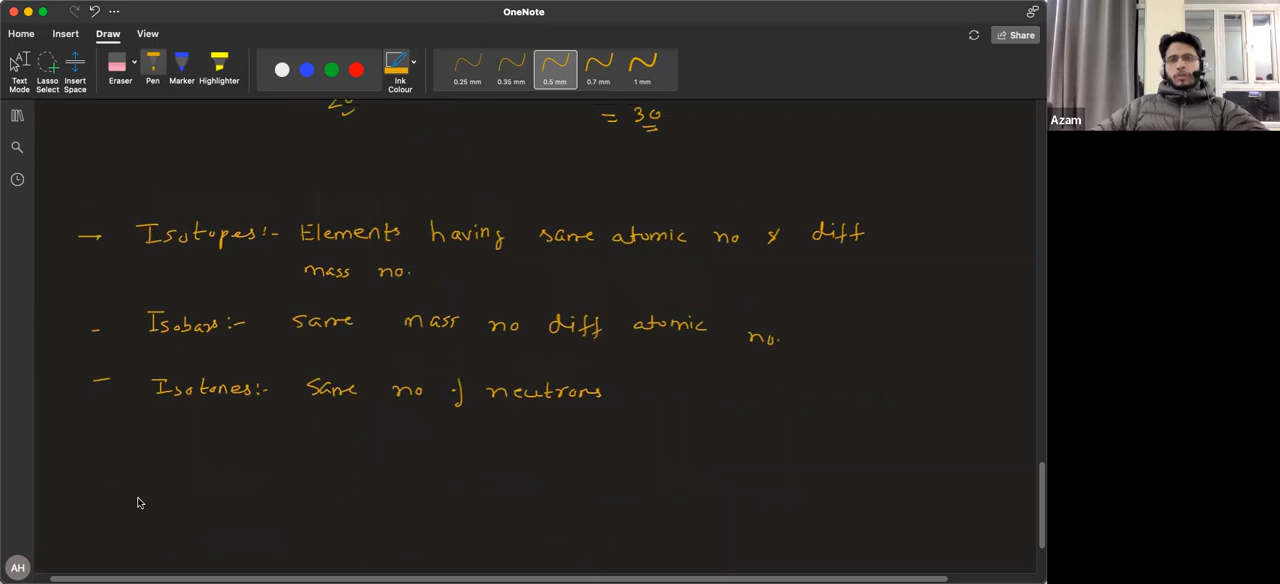 OneNote
Home Insert Draw View
Share
Text Mode
Lasso Select
Insert Space
Eraser
Pen
Marker
Highlighter
Ink Colour
0.25 mm
0.35 mm
0.5 mm
0.7 mm
1 mm
Azam
= 30
→ Isotopes:- Elements having same atomic no & diff
mass no.
- Isobars:- same mass no diff atomic no.
- Isotones:- Same no of neutrons
AH